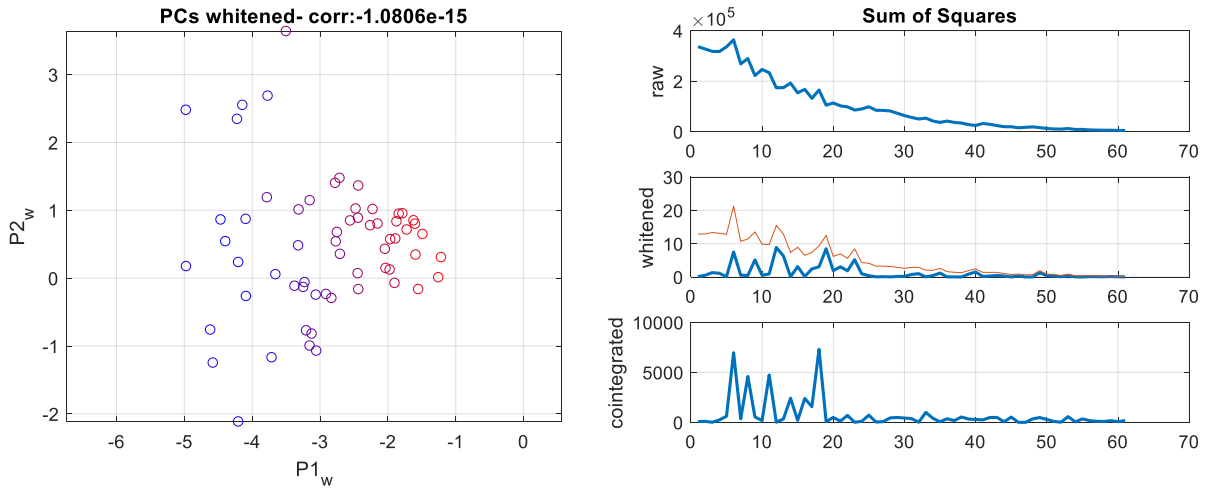 PCs whitened- corr:-1.0806e-15
3
2
1
0
-1
-2
P2w
-6
-5
-4
-3
-2
-1
0
P1w
Sum of Squares
×10^5
4
2
0
raw
0 10 20 30 40 50 60 70
30
20
10
0
whitened
0 10 20 30 40 50 60 70
10000
5000
0
cointegrated
0 10 20 30 40 50 60 70